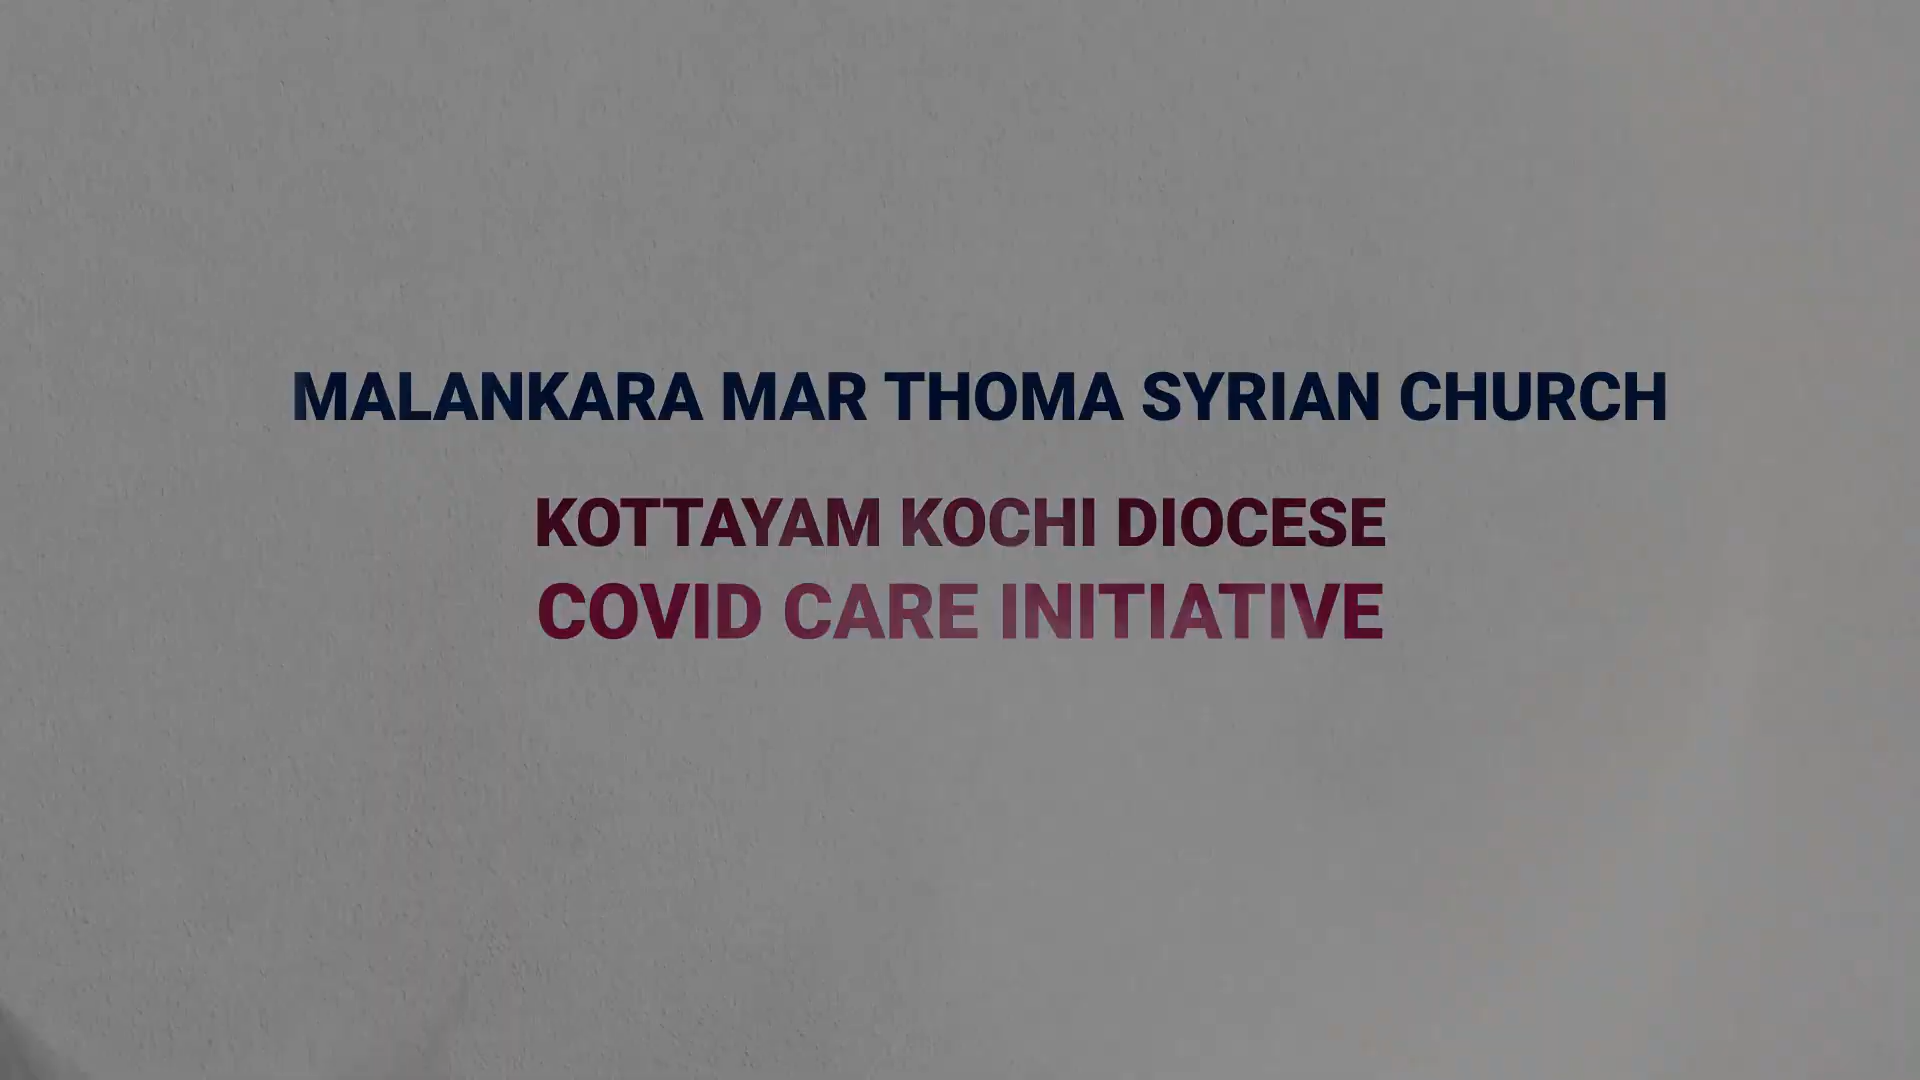 MALANKARA MAR THOMA SYRIAN CHURCH
KOTTAYAM KOCHI DIOCESE
COVID CARE INITIATIVE